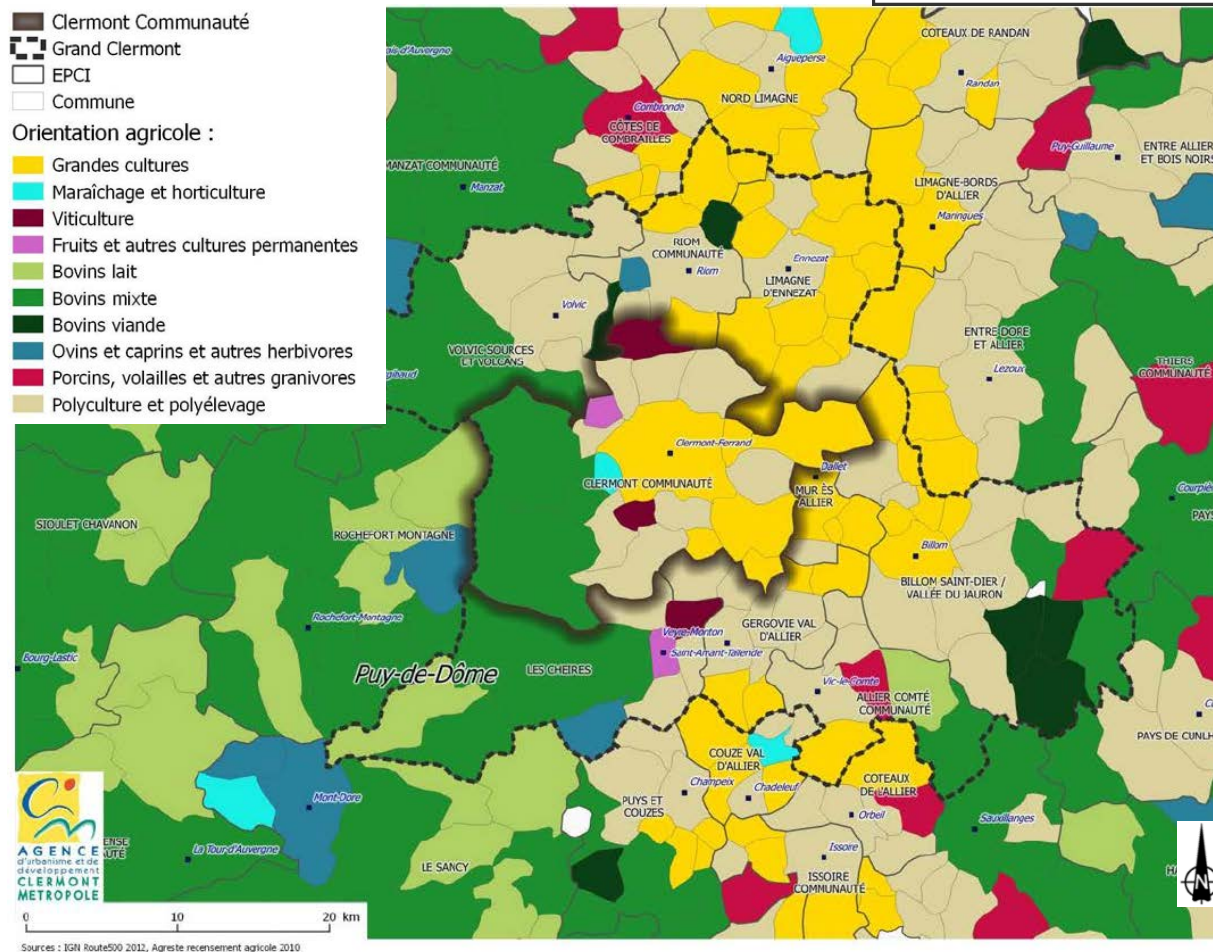 Clermont Communauté
Grand Clermont
EPCI
Commune
Orientation agricole :
Grandes cultures
Maraîchage et horticulture
Viticulture
Fruits et autres cultures permanentes
Bovins lait
Bovins mixte
Bovins viande
Ovins et caprins et autres herbivores
Porcins, volailles et autres granivores
Polyculture et polyélevage
COTEAUX DE RANDAN
Aigueperse
Randan
NORD LIMAGNE
Combronde
CÔTES DE
COMBRAILLES
Puy-Guillaume
ENTRE ALLIER
ET BOIS NOIRS
MANZAT COMMUNAUTÉ
Manzat
LIMAGNE-BORDS
D'ALLIER
Maringues
RIOM
COMMUNAUTÉ
Riom
Ennezat
LIMAGNE
D'ENNEZAT
Volvic
VOLVIC SOURCES
ET VOLCANS
ENTRE DORE
ET ALLIER
Lezoux
THIERS
COMMUNAUTÉ
Clermont-Ferrand
CLERMONT COMMUNAUTÉ
Dallet
MUR ÈS
ALLIER
SIOULET CHAVANON
ROCHEFORT MONTAGNE
Billom
BILLOM SAINT-DIER /
VALLÉE DU JAURON
Rochefort-Montagne
GERGOVIE VAL
D'ALLIER
Veyre-Monton
Saint-Amant-Tallende
Bourg-Lastic
Puy-de-Dôme
LES CHEIRES
Vic-le-Comte
ALLIER COMTÉ
COMMUNAUTÉ
COUZE VAL
D'ALLIER
PAYS DE CUNLH
Champeix
Chadeleuf
COTEAUX
DE L'ALLIER
PUYS ET
COUZES
Orbeil
Sauxillanges
Mont-Dore
La Tour-d'Auvergne
LE SANCY
Issoire
ISSOIRE
COMMUNAUTÉ
AGENCE
d'urbanisme et de
développement
CLERMONT
METROPOLE
N
0 10 20 km
Sources : IGN Route500 2012, Agreste recensement agricole 2010